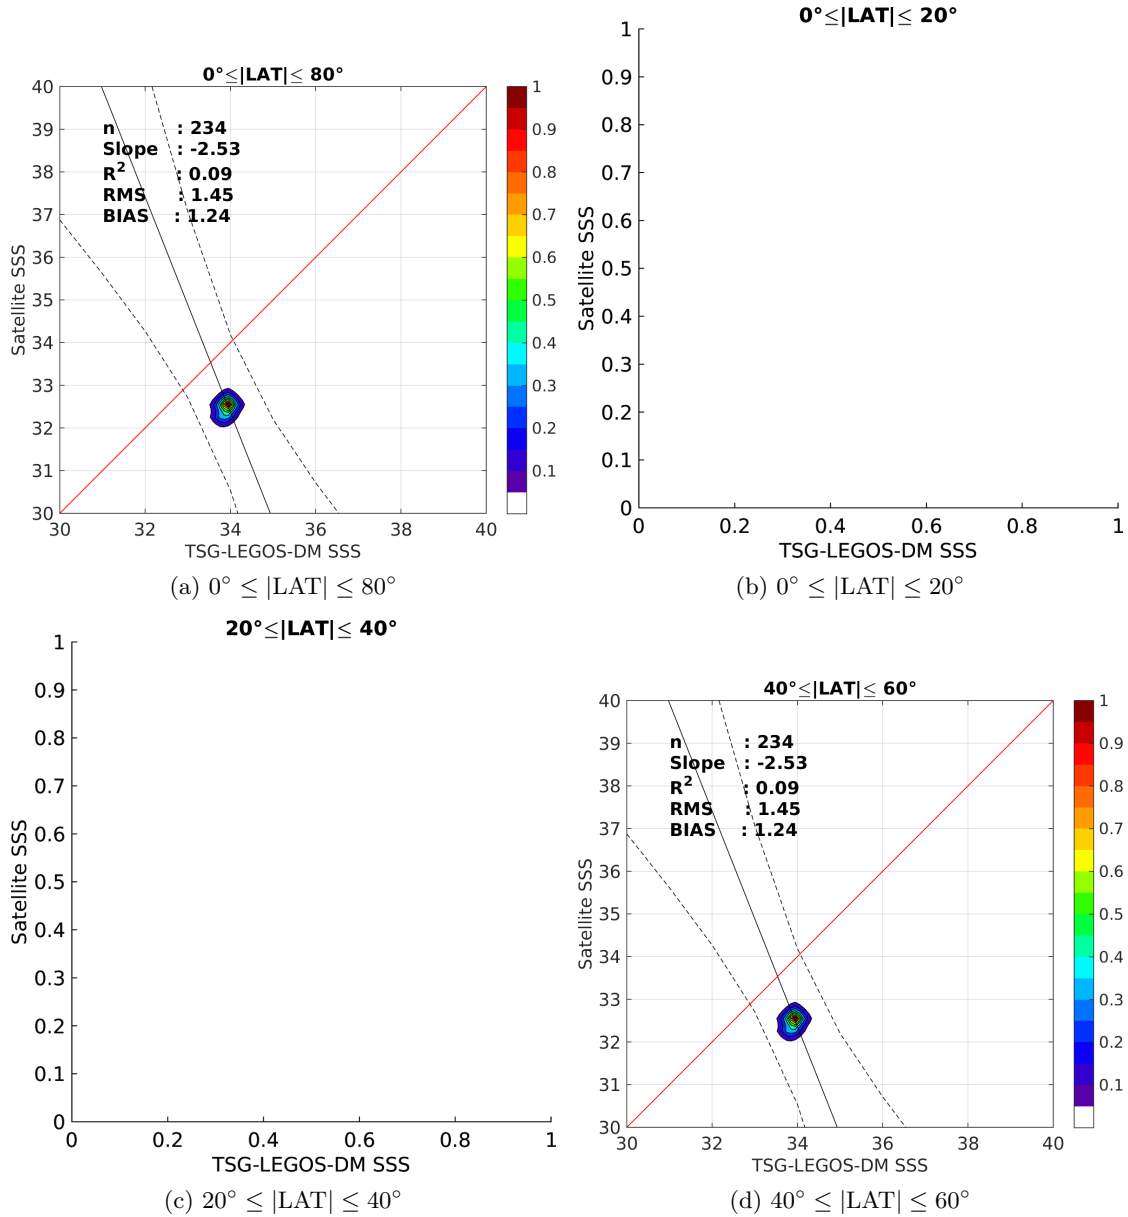 0°≤|LAT|≤ 80°
40
39
38
37
36
35
34
33
32
31
30
30 32 34 36 38 40
Satellite SSS
TSG-LEGOS-DM SSS
n : 234
Slope : -2.53
R² : 0.09
RMS : 1.45
BIAS : 1.24
1
0.9
0.8
0.7
0.6
0.5
0.4
0.3
0.2
0.1
(a) 0° ≤ |LAT| ≤ 80°
0°≤|LAT|≤ 20°
1
0.9
0.8
0.7
0.6
0.5
0.4
0.3
0.2
0.1
0
0 0.2 0.4 0.6 0.8 1
Satellite SSS
TSG-LEGOS-DM SSS
(b) 0° ≤ |LAT| ≤ 20°
20°≤|LAT|≤ 40°
1
0.9
0.8
0.7
0.6
0.5
0.4
0.3
0.2
0.1
0
0 0.2 0.4 0.6 0.8 1
Satellite SSS
TSG-LEGOS-DM SSS
(c) 20° ≤ |LAT| ≤ 40°
40°≤|LAT|≤ 60°
40
39
38
37
36
35
34
33
32
31
30
30 32 34 36 38 40
Satellite SSS
TSG-LEGOS-DM SSS
n : 234
Slope : -2.53
R² : 0.09
RMS : 1.45
BIAS : 1.24
1
0.9
0.8
0.7
0.6
0.5
0.4
0.3
0.2
0.1
(d) 40° ≤ |LAT| ≤ 60°